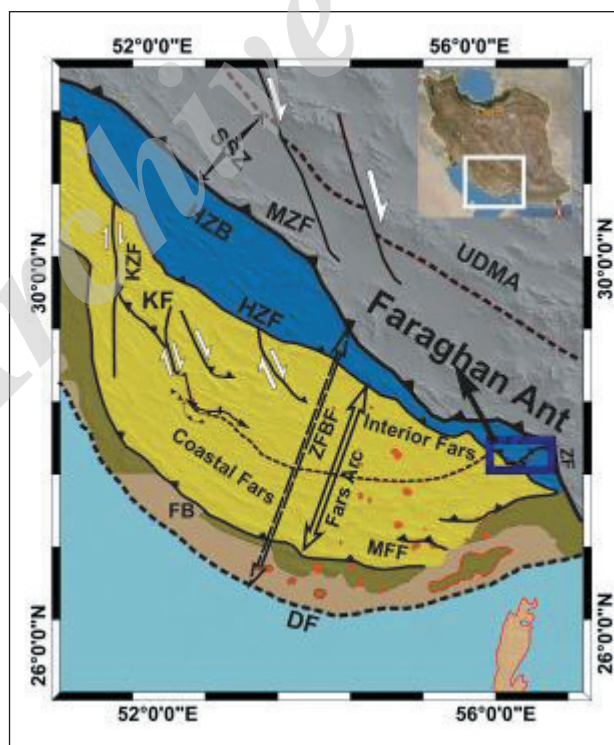 52°0'0"E
56°0'0"E
Archive
SSZ
MZF
HZB
UDMA
30°0'0"N
30°0'0"N
KZF
KF
HZF
Faraghan Ant
ZFBF
Interior Fars
ZF
Coastal Fars
Fars Arc
FB
MFF
DF
26°0'0"N
26°0'0"N
52°0'0"E
56°0'0"E